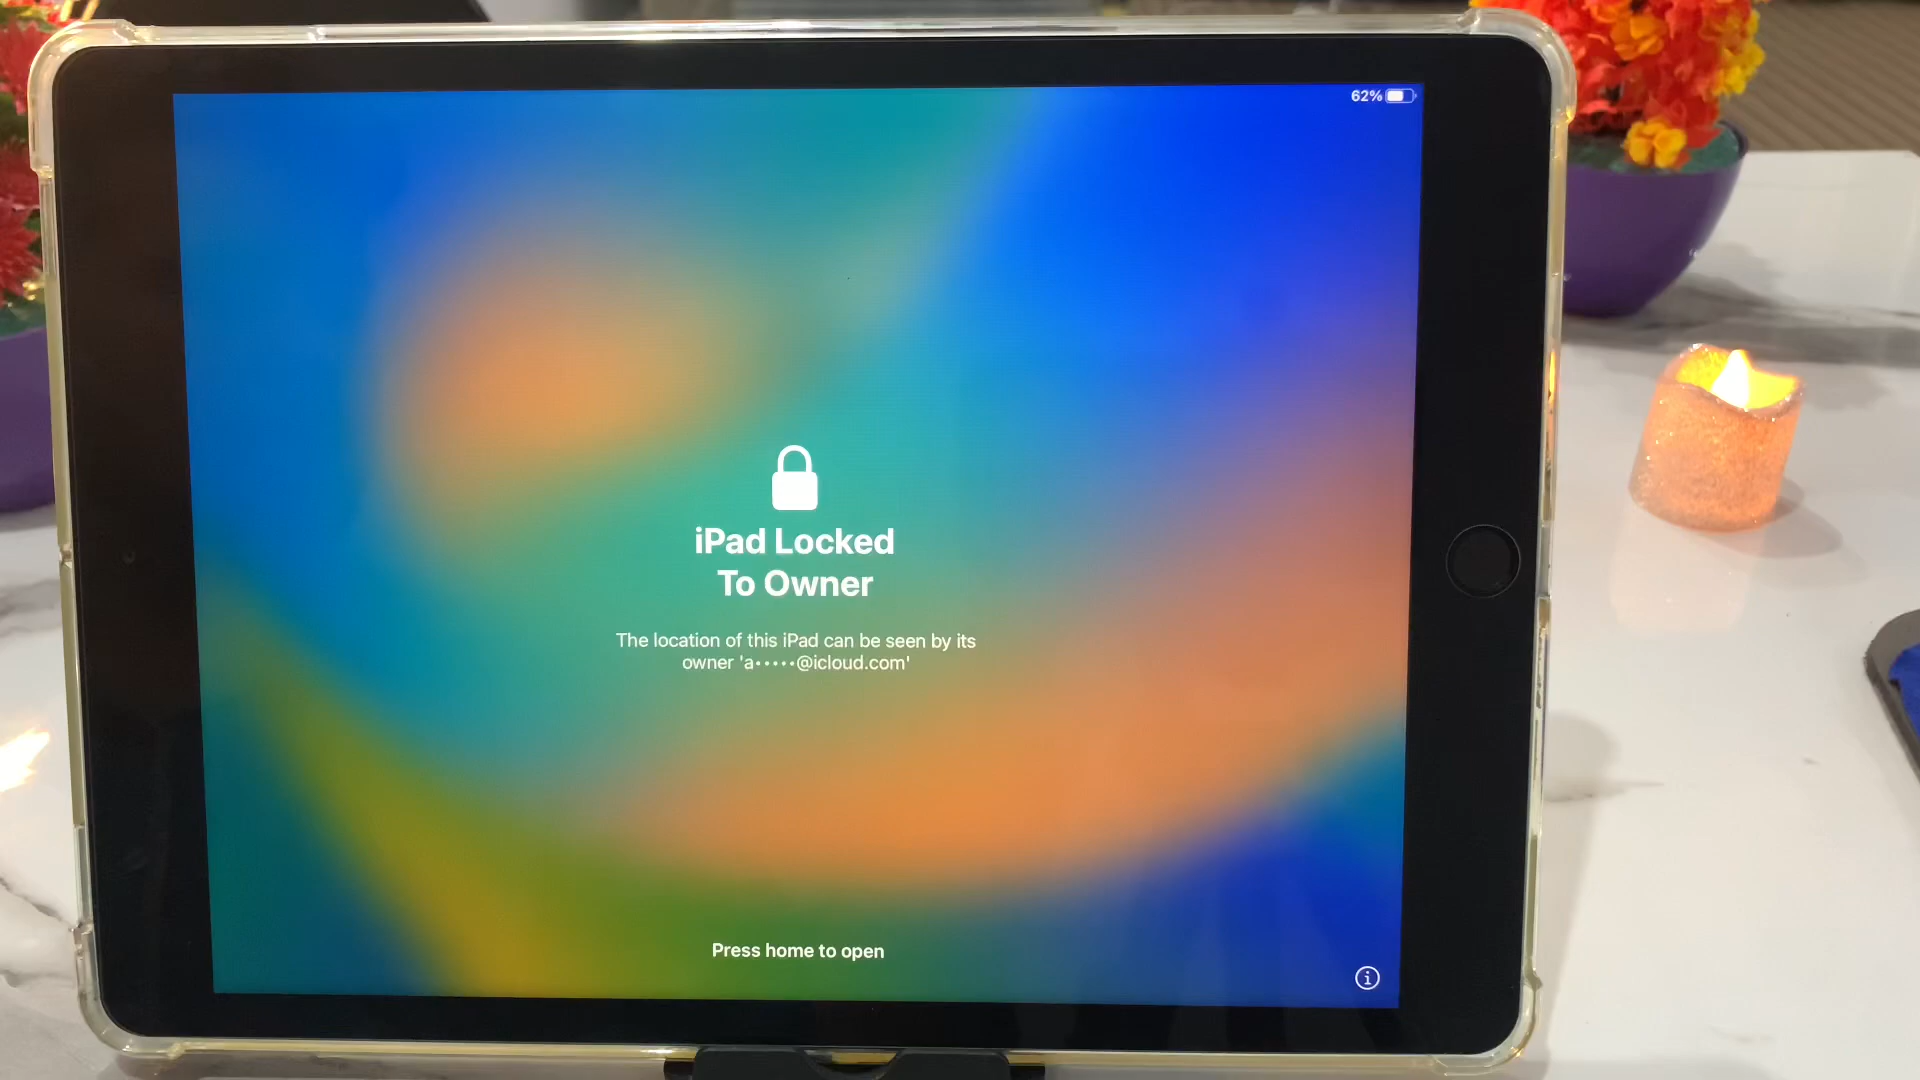 62%
iPad Locked
To Owner
The location of this iPad can be seen by its
owner 'a•••••@icloud.com'
Press home to open